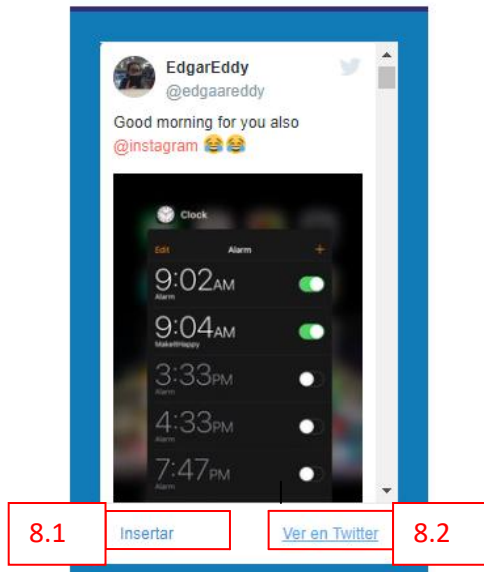 EdgarEddy
@edgaareddy
Good morning for you also
@instagram 😂😂
Clock
Edit Alarm +
9:02AM
Alarm
9:04AM
MakeItHappy
3:33PM
Alarm
4:33PM
Alarm
7:47PM
Alarm
8.1 Insertar Ver en Twitter 8.2